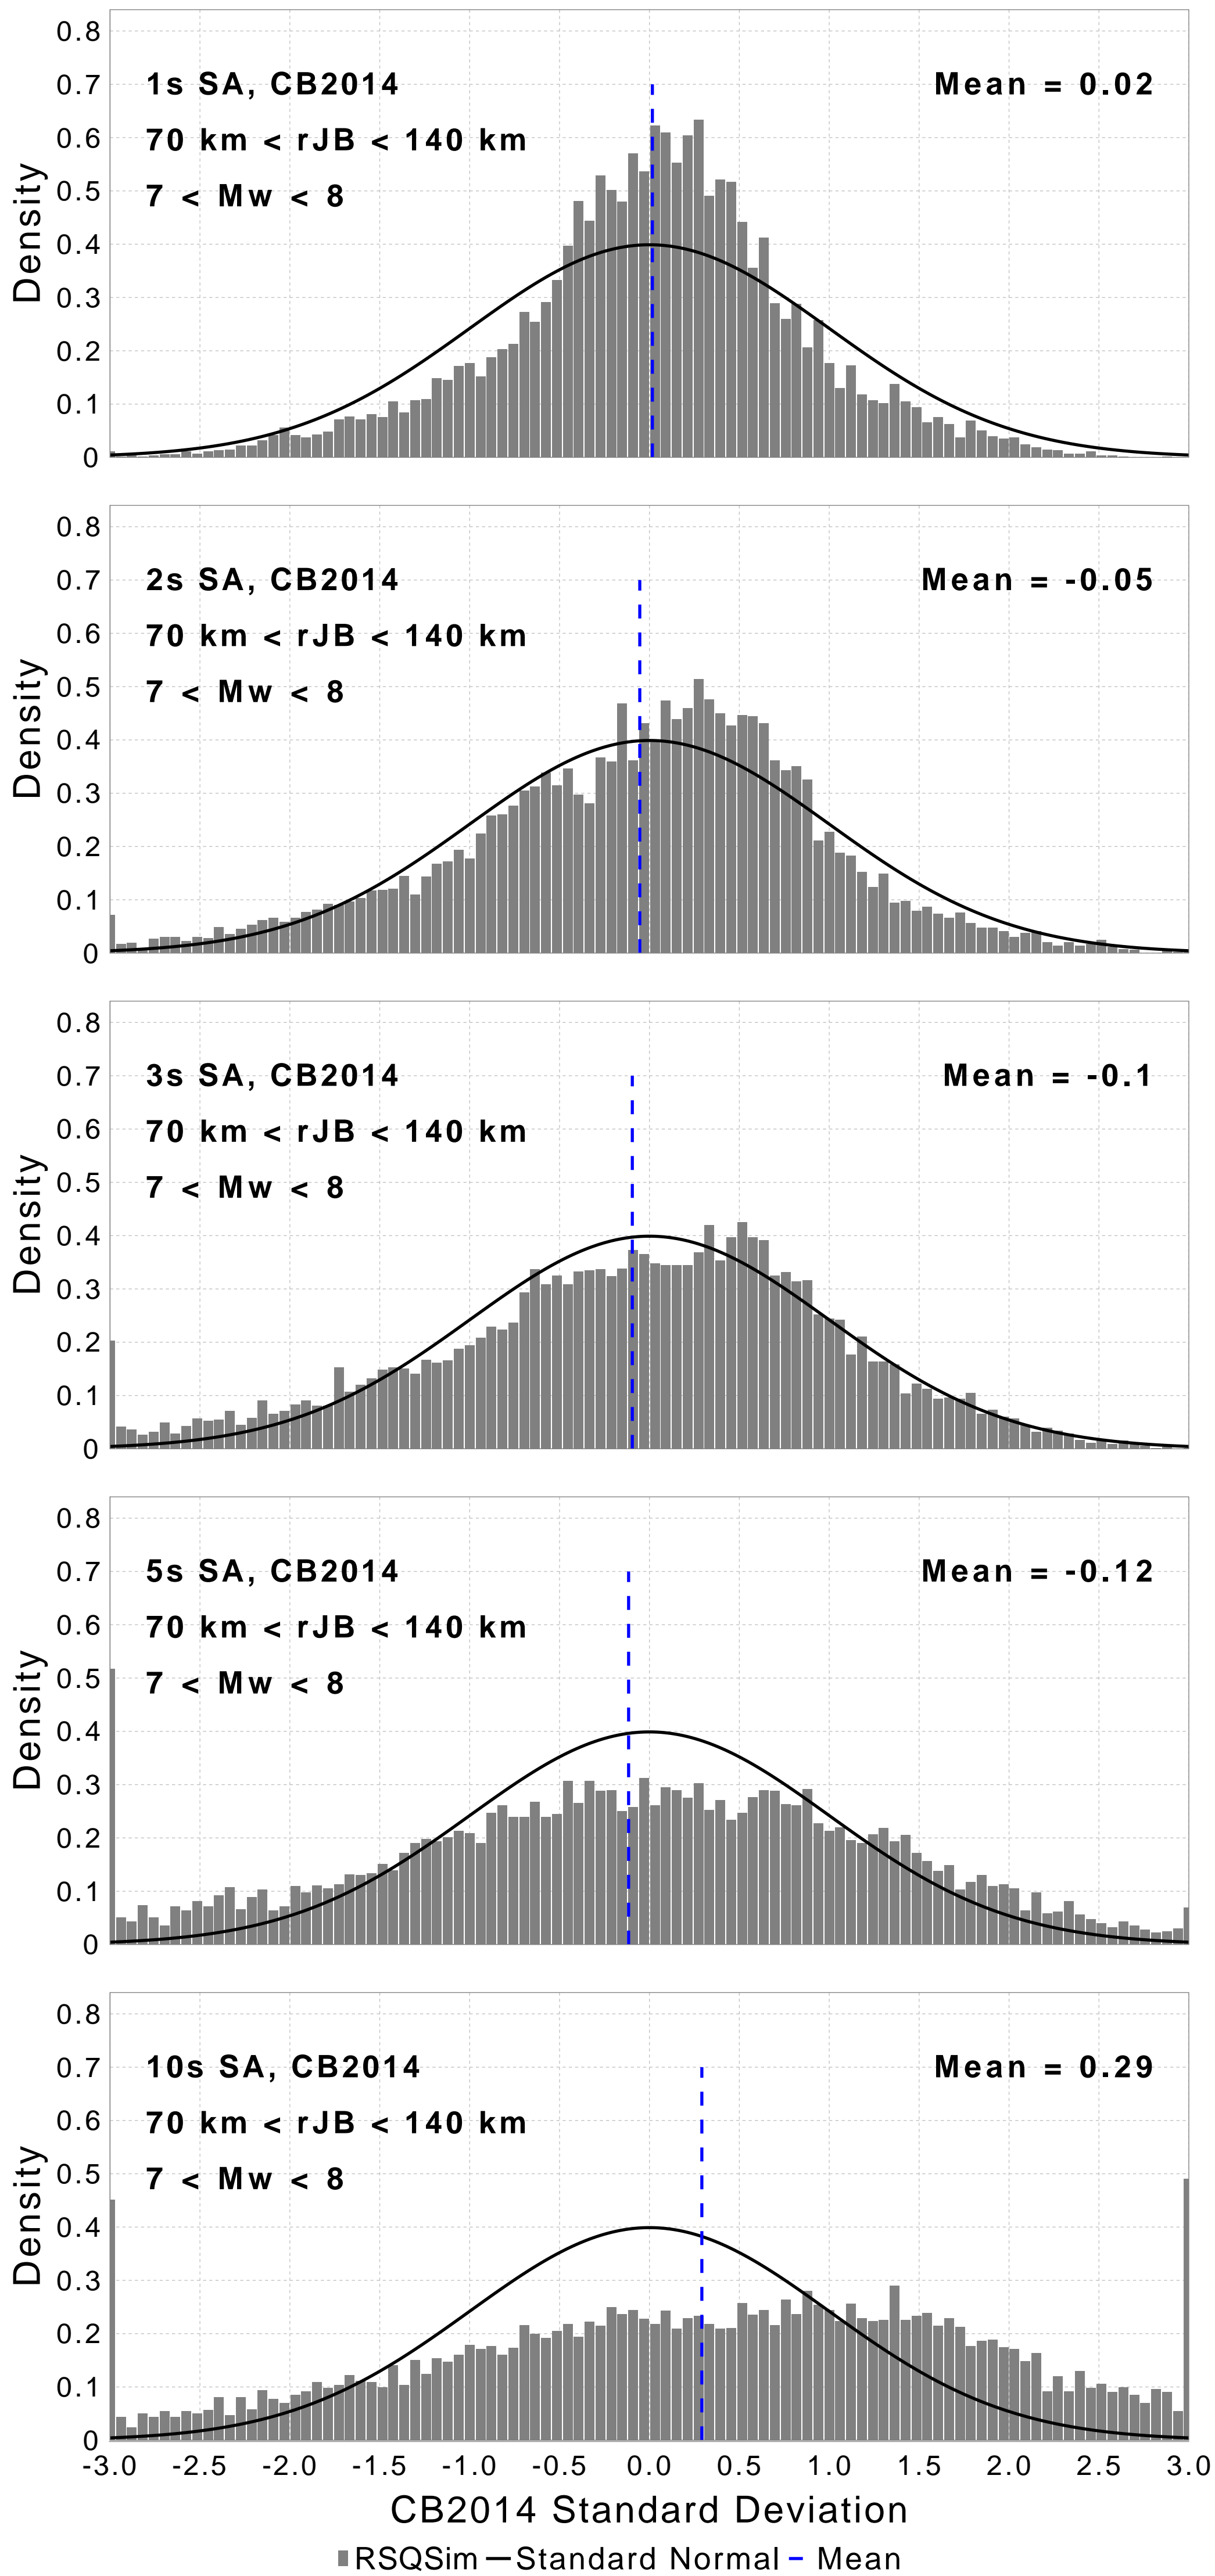 0.8
0.7
0.6
0.5
0.4
0.3
0.2
0.1
0
Density
1s SA, CB2014
Mean = 0.02
70 km < rJB < 140 km
7 < Mw < 8
0.8
0.7
0.6
0.5
0.4
0.3
0.2
0.1
0
Density
2s SA, CB2014
Mean = -0.05
70 km < rJB < 140 km
7 < Mw < 8
0.8
0.7
0.6
0.5
0.4
0.3
0.2
0.1
0
Density
3s SA, CB2014
Mean = -0.1
70 km < rJB < 140 km
7 < Mw < 8
0.8
0.7
0.6
0.5
0.4
0.3
0.2
0.1
0
Density
5s SA, CB2014
Mean = -0.12
70 km < rJB < 140 km
7 < Mw < 8
0.8
0.7
0.6
0.5
0.4
0.3
0.2
0.1
0
Density
10s SA, CB2014
Mean = 0.29
70 km < rJB < 140 km
7 < Mw < 8
-3.0 -2.5 -2.0 -1.5 -1.0 -0.5 0.0 0.5 1.0 1.5 2.0 2.5 3.0
CB2014 Standard Deviation
RSQSim Standard Normal Mean